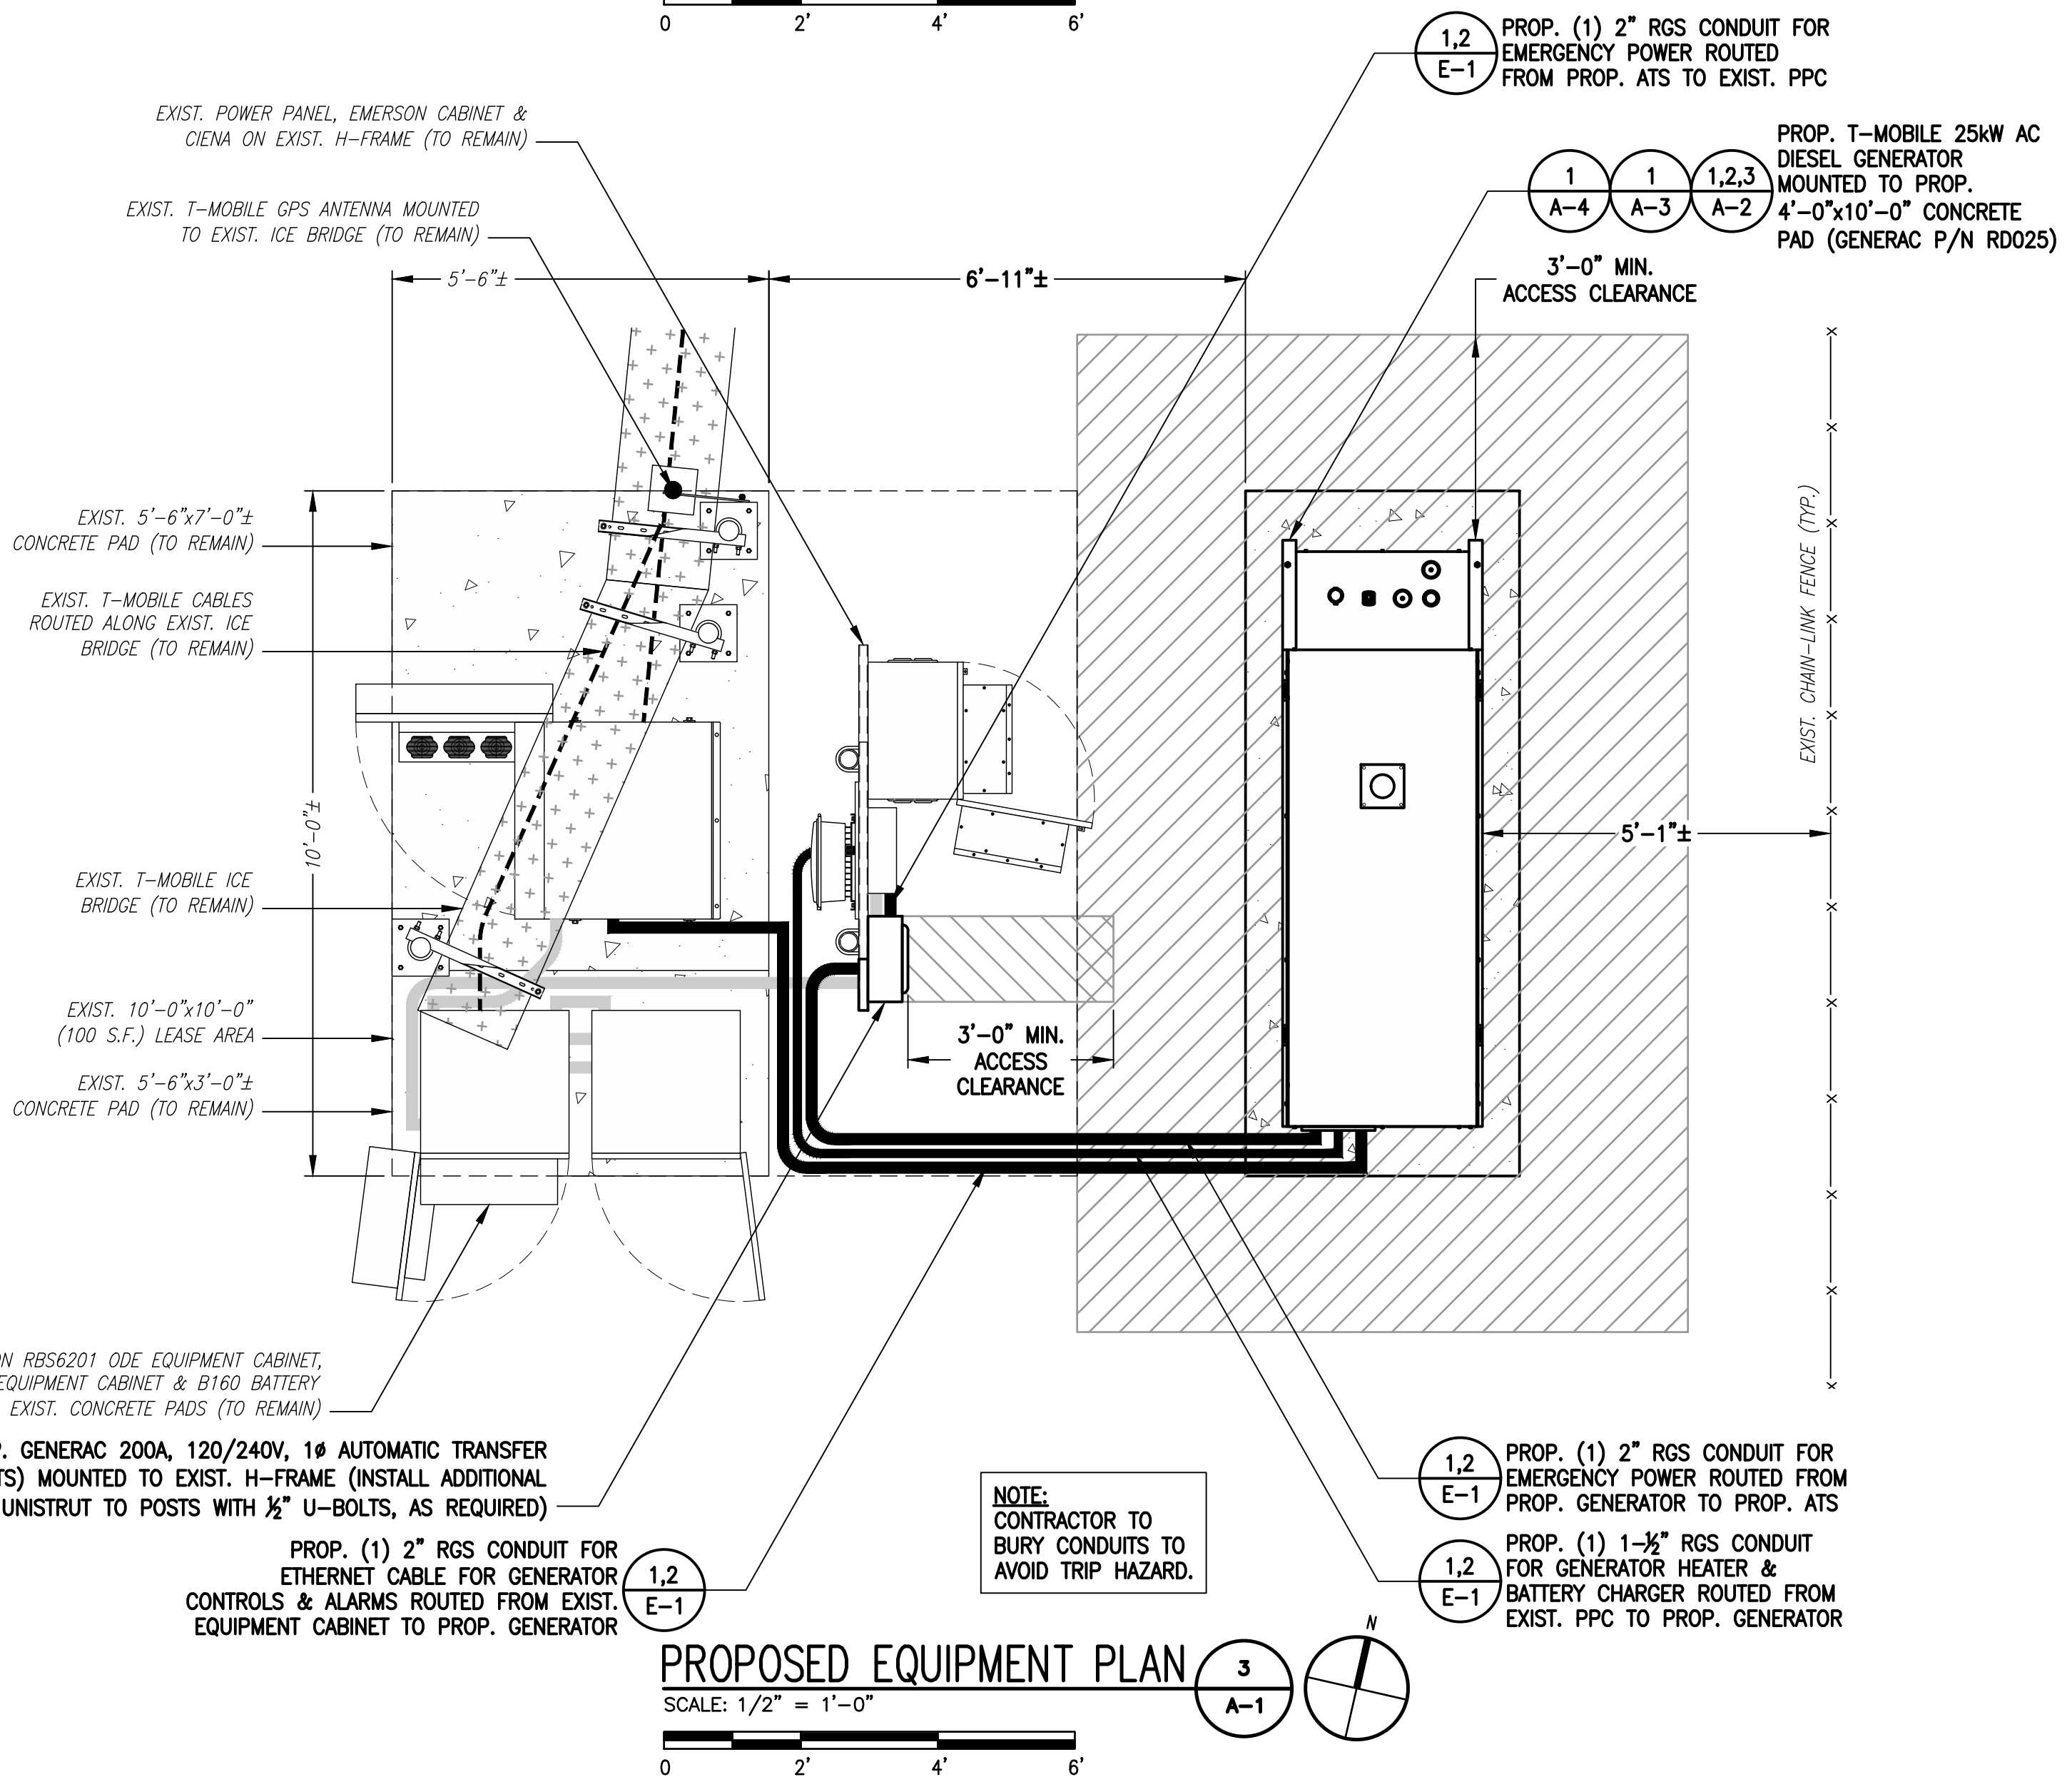 0 2' 4' 6'
1,2
E-1
PROP. (1) 2" RGS CONDUIT FOR
EMERGENCY POWER ROUTED
FROM PROP. ATS TO EXIST. PPC
EXIST. POWER PANEL, EMERSON CABINET &
CIENA ON EXIST. H-FRAME (TO REMAIN)
1
A-4
1
A-3
1,2,3
A-2
PROP. T-MOBILE 25kW AC
DIESEL GENERATOR
MOUNTED TO PROP.
4'-0"x10'-0" CONCRETE
PAD (GENERAC P/N RD025)
EXIST. T-MOBILE GPS ANTENNA MOUNTED
TO EXIST. ICE BRIDGE (TO REMAIN)
5'-6"±
6'-11"±
3'-0" MIN.
ACCESS CLEARANCE
EXIST. 5'-6"x7'-0"±
CONCRETE PAD (TO REMAIN)
EXIST. T-MOBILE CABLES
ROUTED ALONG EXIST. ICE
BRIDGE (TO REMAIN)
10'-0"±
EXIST. CHAIN-LINK FENCE (TYP.)
5'-1"±
EXIST. T-MOBILE ICE
BRIDGE (TO REMAIN)
EXIST. 10'-0"x10'-0"
(100 S.F.) LEASE AREA
3'-0" MIN.
ACCESS
CLEARANCE
EXIST. 5'-6"x3'-0"±
CONCRETE PAD (TO REMAIN)
RBS6201 ODE EQUIPMENT CABINET,
EQUIPMENT CABINET & B160 BATTERY
EXIST. CONCRETE PADS (TO REMAIN)
GENERAC 200A, 120/240V, 1ø AUTOMATIC TRANSFER
MOUNTED TO EXIST. H-FRAME (INSTALL ADDITIONAL
UNISTRUT TO POSTS WITH ½" U-BOLTS, AS REQUIRED)
PROP. (1) 2" RGS CONDUIT FOR
ETHERNET CABLE FOR GENERATOR
CONTROLS & ALARMS ROUTED FROM EXIST.
EQUIPMENT CABINET TO PROP. GENERATOR
1,2
E-1
NOTE:
CONTRACTOR TO
BURY CONDUITS TO
AVOID TRIP HAZARD.
1,2
E-1
PROP. (1) 2" RGS CONDUIT FOR
EMERGENCY POWER ROUTED FROM
PROP. GENERATOR TO PROP. ATS
1,2
E-1
PROP. (1) 1-½" RGS CONDUIT
FOR GENERATOR HEATER &
BATTERY CHARGER ROUTED FROM
EXIST. PPC TO PROP. GENERATOR
PROPOSED EQUIPMENT PLAN
SCALE: 1/2" = 1'-0"
3
A-1
N
0 2' 4' 6'